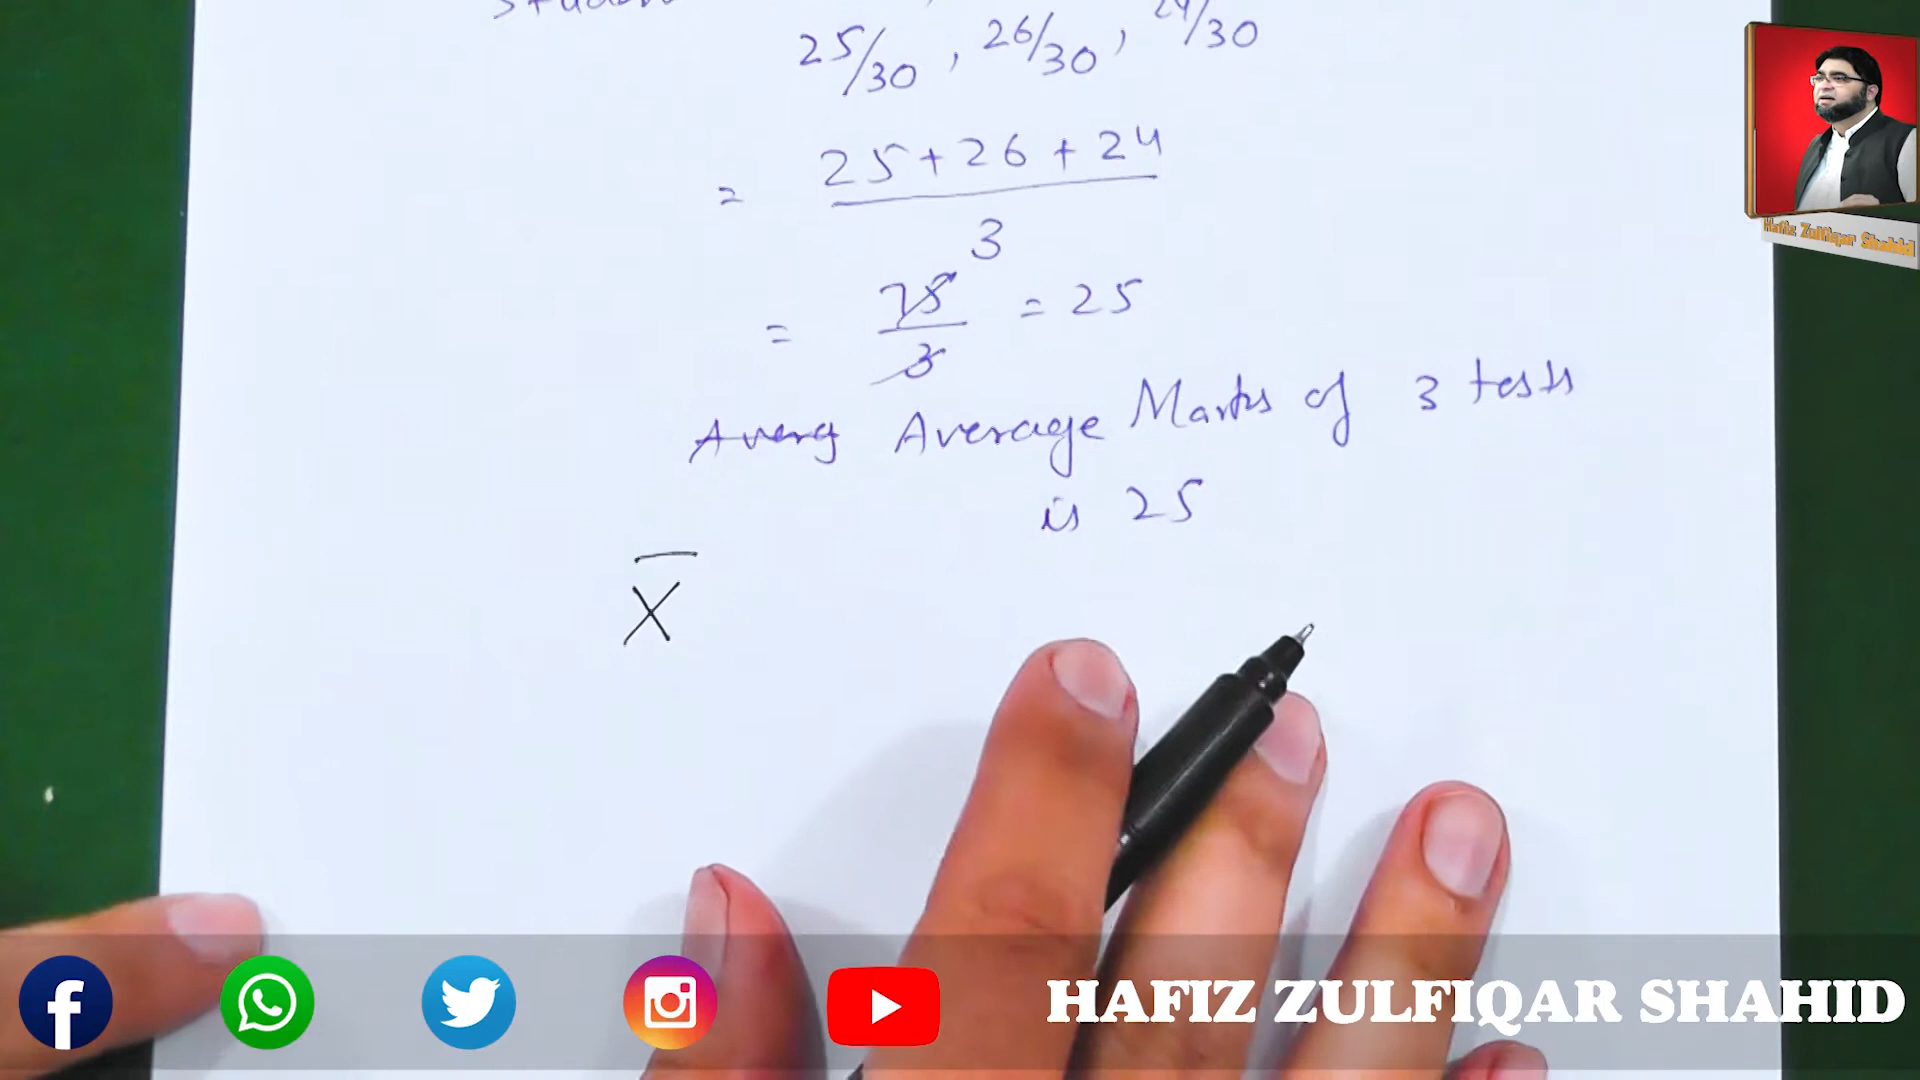 25/30, 26/30, 24/30
= 25+26+24
3
= 75/3 = 25
Averg Average Marks of 3 tests
is 25
X̄
Hafiz Zulfiqar Shahid
f
HAFIZ ZULFIQAR SHAHID